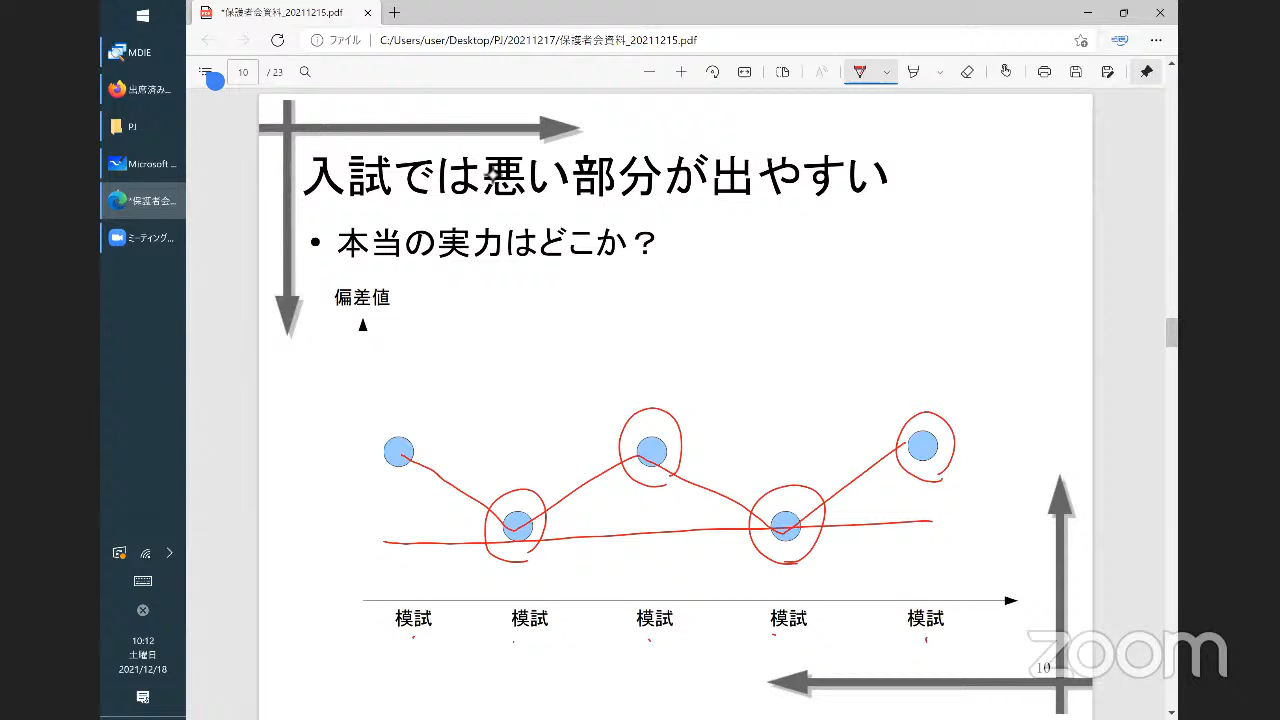 *保護者会資料_20211215.pdf
ファイル
C:/Users/user/Desktop/PJ/20211217/保護者会資料_20211215.pdf
10 / 23
MDIE
出席済み...
PJ
Microsoft ...
*保護者会...
ミーティング...
入試では悪い部分が出やすい
• 本当の実力はどこか？
偏差値
模試 模試 模試 模試 模試
10
zoom
10:12
土曜日
2021/12/18